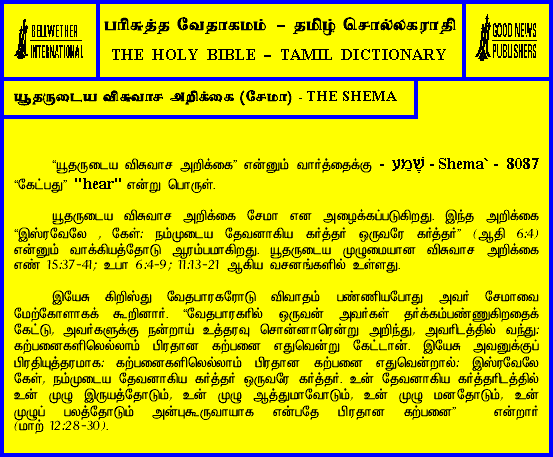 BELLWETHER
INTERNATIONAL
பரிசுத்த வேதாகமம் – தமிழ் சொல்லகராதி
THE HOLY BIBLE – TAMIL DICTIONARY
GOOD NEWS
PUBLISHERS
யூதருடைய விசுவாச அறிக்கை (சேமா) - THE SHEMA
“யூதருடைய விசுவாச அறிக்கை” என்னும் வார்த்தைக்கு - שָׁמַע - Shema` - 8087
“கேட்பது” "hear" என்று பொருள்.
யூதருடைய விசுவாச அறிக்கை சேமா என அழைக்கப்படுகிறது. இந்த அறிக்கை
“இஸ்ரவேலே , கேள்: நம்முடைய தேவனாகிய கர்த்தர் ஒருவரே கர்த்தர்” (ஆதி 6:4)
என்னும் வாக்கியத்தோடு ஆரம்பமாகிறது. யூதருடைய முழுமையான விசுவாச அறிக்கை
எண் 15:37-41; உபா 6:4-9; 11:13-21 ஆகிய வசனங்களில் உள்ளது.
இயேசு கிறிஸ்து வேதபாரகரோடு விவாதம் பண்ணியபோது அவர் சேமாவை
மேற்கோளாகக் கூறினார். “வேதபாரகரில் ஒருவன் அவர்கள் தர்க்கம்பண்ணுகிறதைக்
கேட்டு, அவர்களுக்கு நன்றாய் உத்தரவு சொன்னாரென்று அறிந்து, அவரிடத்தில் வந்து:
கற்பனைகளிலெல்லாம் பிரதான கற்பனை எதுவென்று கேட்டான். இயேசு அவனுக்குப்
பிரதியுத்தரமாக: கற்பனைகளிலெல்லாம் பிரதான கற்பனை எதுவென்றால்: இஸ்ரவேலே
கேள், நம்முடைய தேவனாகிய கர்த்தர் ஒருவரே கர்த்தர். உன் தேவனாகிய கர்த்தரிடத்தில்
உன் முழு இருயத்தோடும், உன் முழு ஆத்துமாவோடும், உன் முழு மனதோடும், உன்
முழுப் பலத்தோடும் அன்புகூருவாயாக என்பதே பிரதான கற்பனை” என்றார்
(மாற் 12:28-30).